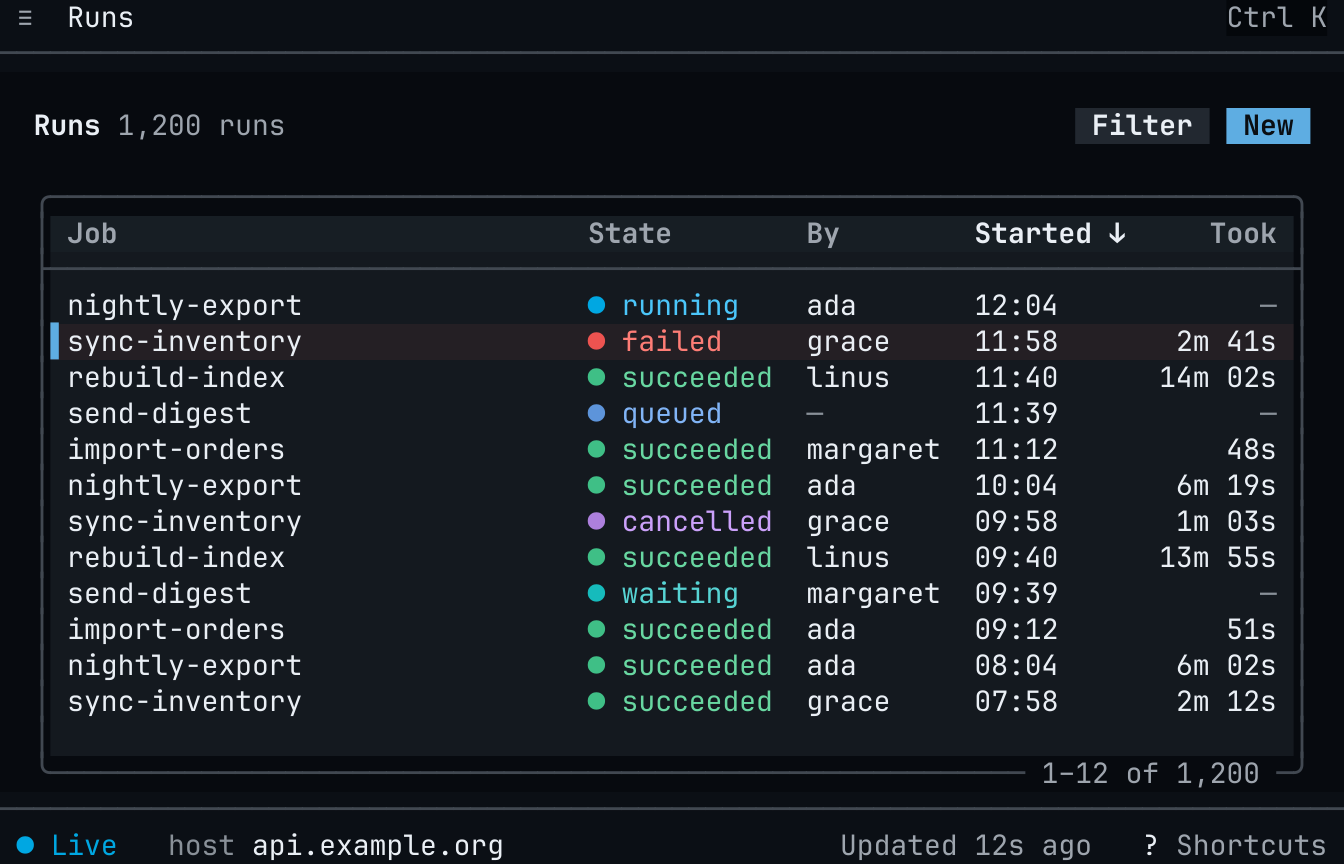 ≡ Runs Ctrl K
Runs 1,200 runs Filter New
Job State By Started ↓ Took
nightly-export ● running ada 12:04 —
sync-inventory ● failed grace 11:58 2m 41s
rebuild-index ● succeeded linus 11:40 14m 02s
send-digest ● queued — 11:39 —
import-orders ● succeeded margaret 11:12 48s
nightly-export ● succeeded ada 10:04 6m 19s
sync-inventory ● cancelled grace 09:58 1m 03s
rebuild-index ● succeeded linus 09:40 13m 55s
send-digest ● waiting margaret 09:39 —
import-orders ● succeeded ada 09:12 51s
nightly-export ● succeeded ada 08:04 6m 02s
sync-inventory ● succeeded grace 07:58 2m 12s
1–12 of 1,200
● Live host api.example.org Updated 12s ago ? Shortcuts